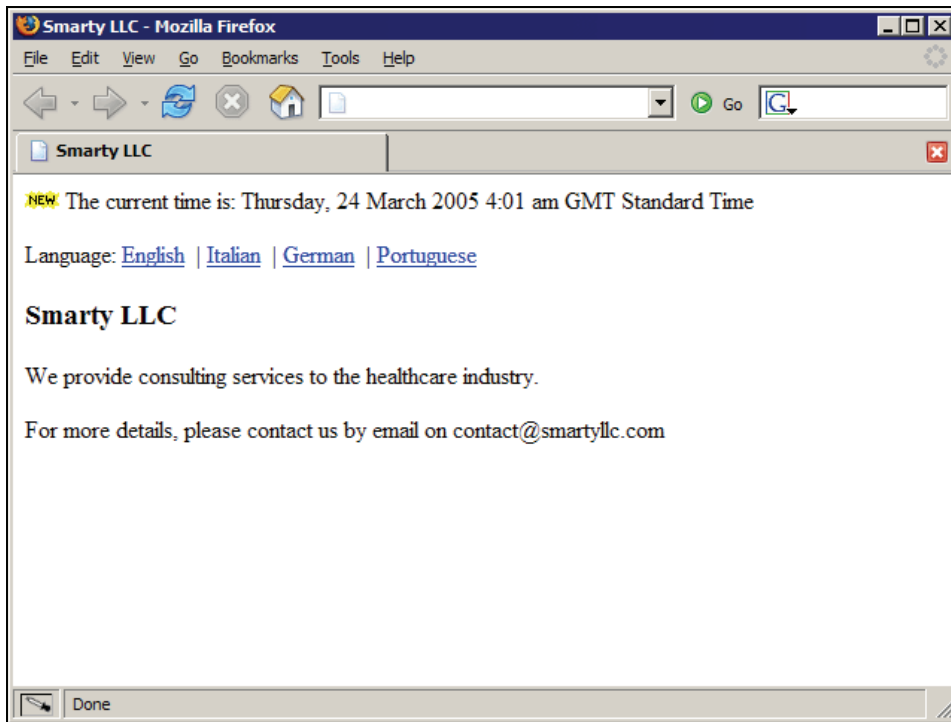 Smarty LLC - Mozilla Firefox
File Edit View Go Bookmarks Tools Help
Go G
Smarty LLC
NEW The current time is: Thursday, 24 March 2005 4:01 am GMT Standard Time
Language: English | Italian | German | Portuguese
Smarty LLC
We provide consulting services to the healthcare industry.
For more details, please contact us by email on contact@smartyllc.com
Done